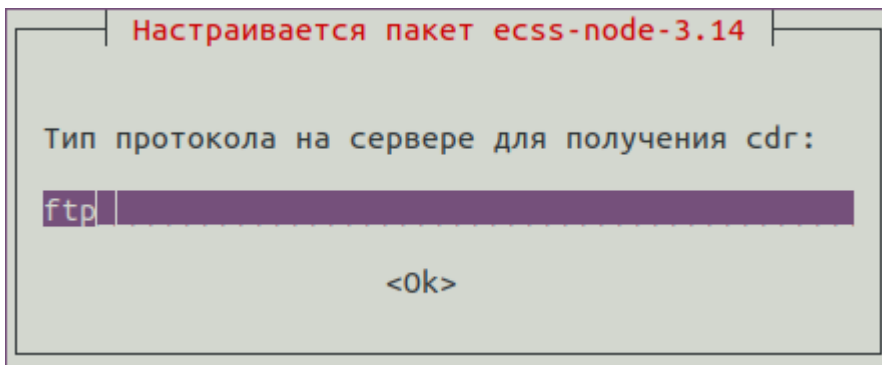 Настраивается пакет ecss-node-3.14
Тип протокола на сервере для получения cdr:
ftp
<Ok>